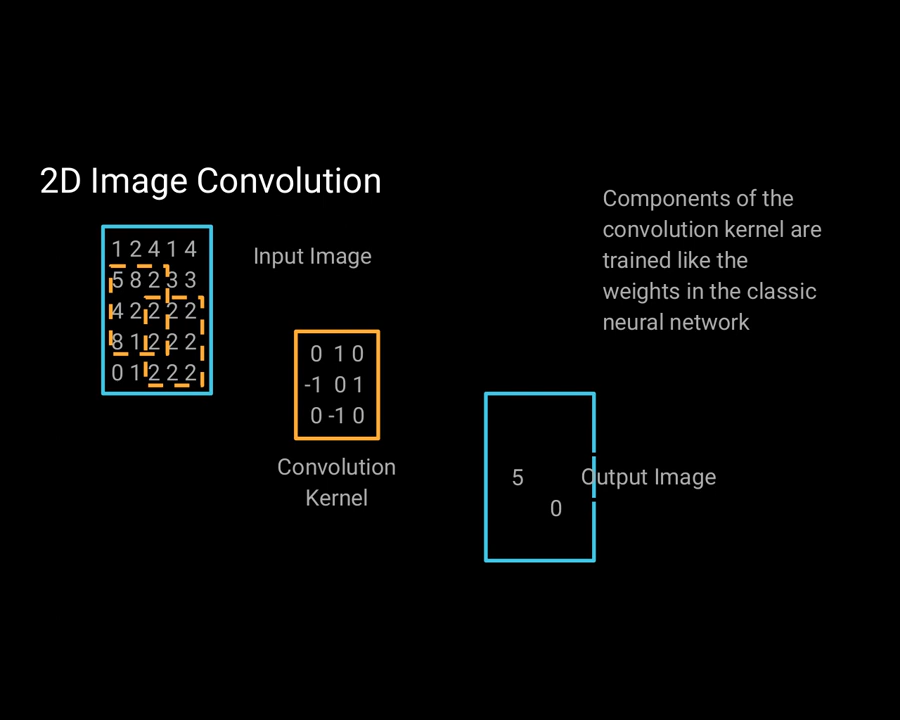 2D Image Convolution
1 2 4 1 4
5 8 2 3 3
4 2 2 2 2
8 1 2 2 2
0 1 2 2 2
Input Image
0 1 0
-1 0 1
0 -1 0
Convolution
Kernel
Components of the
convolution kernel are
trained like the
weights in the classic
neural network
5
0
Output Image